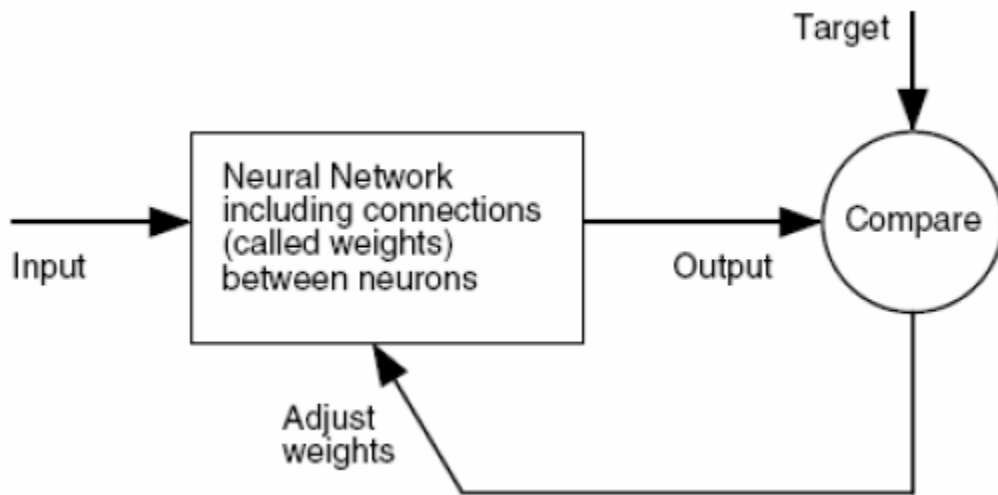 Target
Neural Network
including connections
(called weights)
between neurons
Compare
Input
Output
Adjust
weights